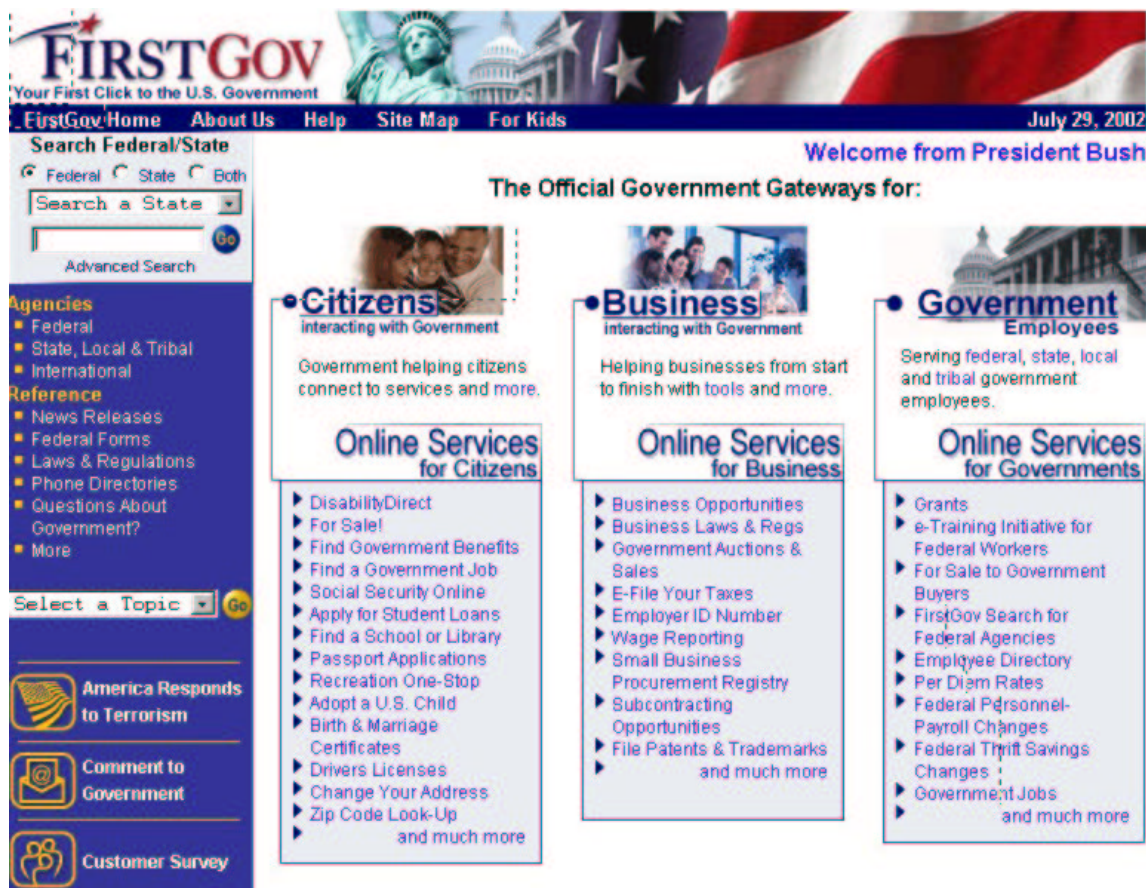 FIRSTGOV
Your First Click to the U.S. Government
FirstGov Home About Us Help Site Map For Kids July 29, 2002
Search Federal/State
Federal State Both
Search a State
Go
Advanced Search
Agencies
Federal
State, Local & Tribal
International
Reference
News Releases
Federal Forms
Laws & Regulations
Phone Directories
Questions About
Government?
More
Select a Topic Go
America Responds
to Terrorism
Comment to
Government
Customer Survey
Welcome from President Bush
The Official Government Gateways for:
Citizens
interacting with Government
Government helping citizens
connect to services and more.
Online Services
for Citizens
DisabilityDirect
For Sale!
Find Government Benefits
Find a Government Job
Social Security Online
Apply for Student Loans
Find a School or Library
Passport Applications
Recreation One-Stop
Adopt a U.S. Child
Birth & Marriage
Certificates
Drivers Licenses
Change Your Address
Zip Code Look-Up
and much more
Business
interacting with Government
Helping businesses from start
to finish with tools and more.
Online Services
for Business
Business Opportunities
Business Laws & Regs
Government Auctions &
Sales
E-File Your Taxes
Employer ID Number
Wage Reporting
Small Business
Procurement Registry
Subcontracting
Opportunities
File Patents & Trademarks
and much more
Government
Employees
Serving federal, state, local
and tribal government
employees.
Online Services
for Governments
Grants
e-Training Initiative for
Federal Workers
For Sale to Government
Buyers
FirstGov Search for
Federal Agencies
Employee Directory
Per Diem Rates
Federal Personnel-
Payroll Changes
Federal Thrift Savings
Changes
Government Jobs
and much more